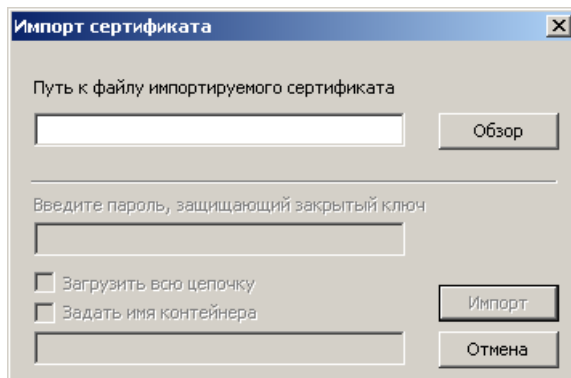 Импорт сертификата
Путь к файлу импортируемого сертификата
Обзор
Введите пароль, защищающий закрытый ключ
Загрузить всю цепочку
Задать имя контейнера
Импорт
Отмена